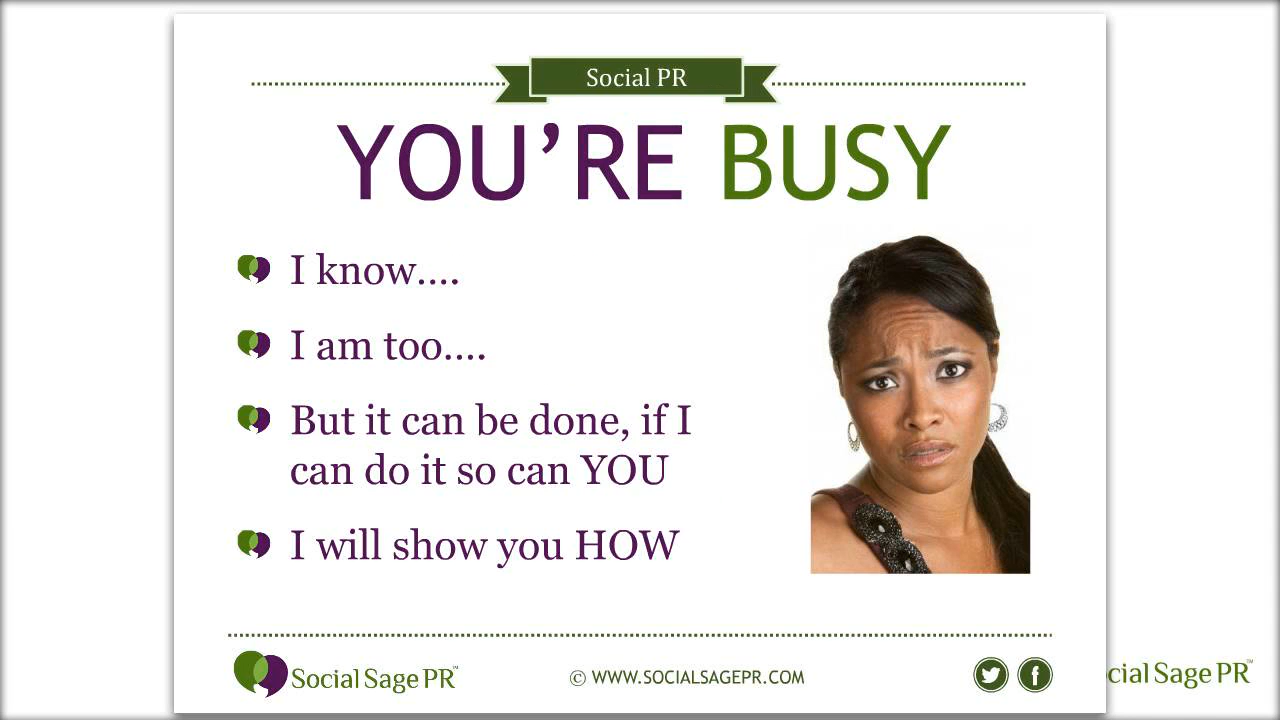 Social PR
YOU’RE BUSY
I know....
I am too....
But it can be done, if I
can do it so can YOU
I will show you HOW
Social Sage PR™
© WWW.SOCIALSAGEPR.COM
cial Sage PR™